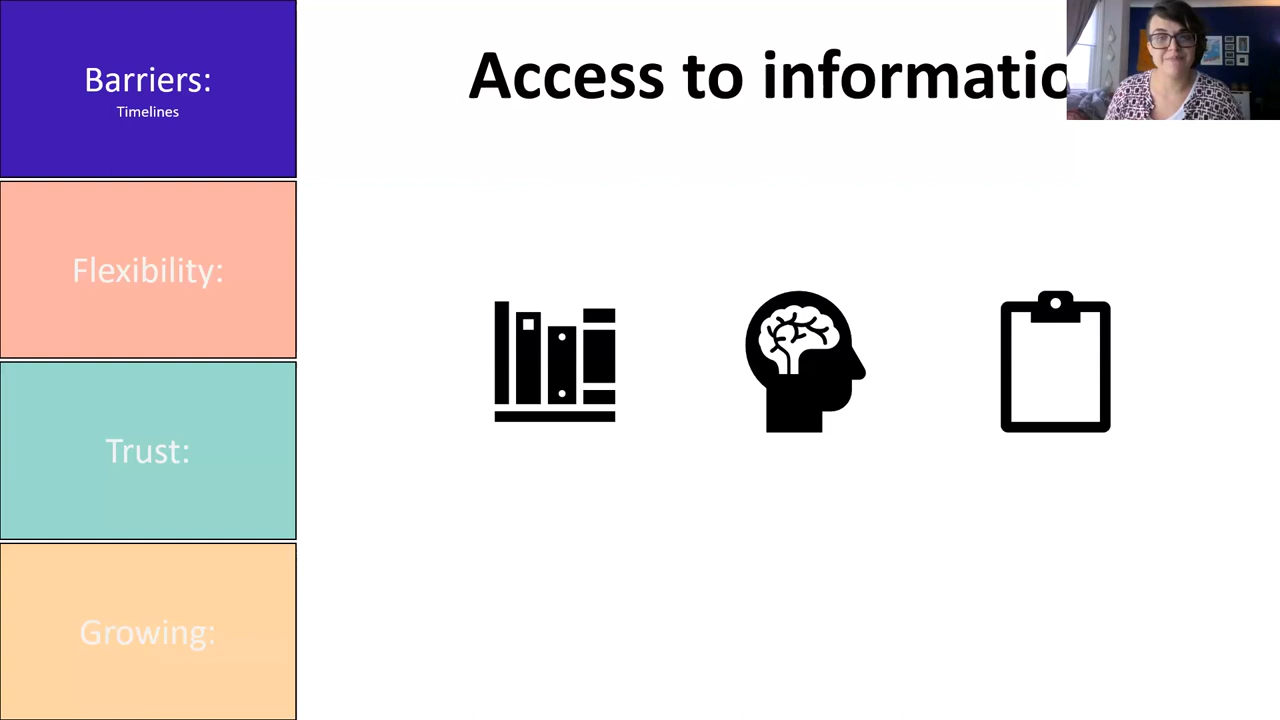 Barriers:
Timelines
Access to informatio
Flexibility:
Trust:
Growing: